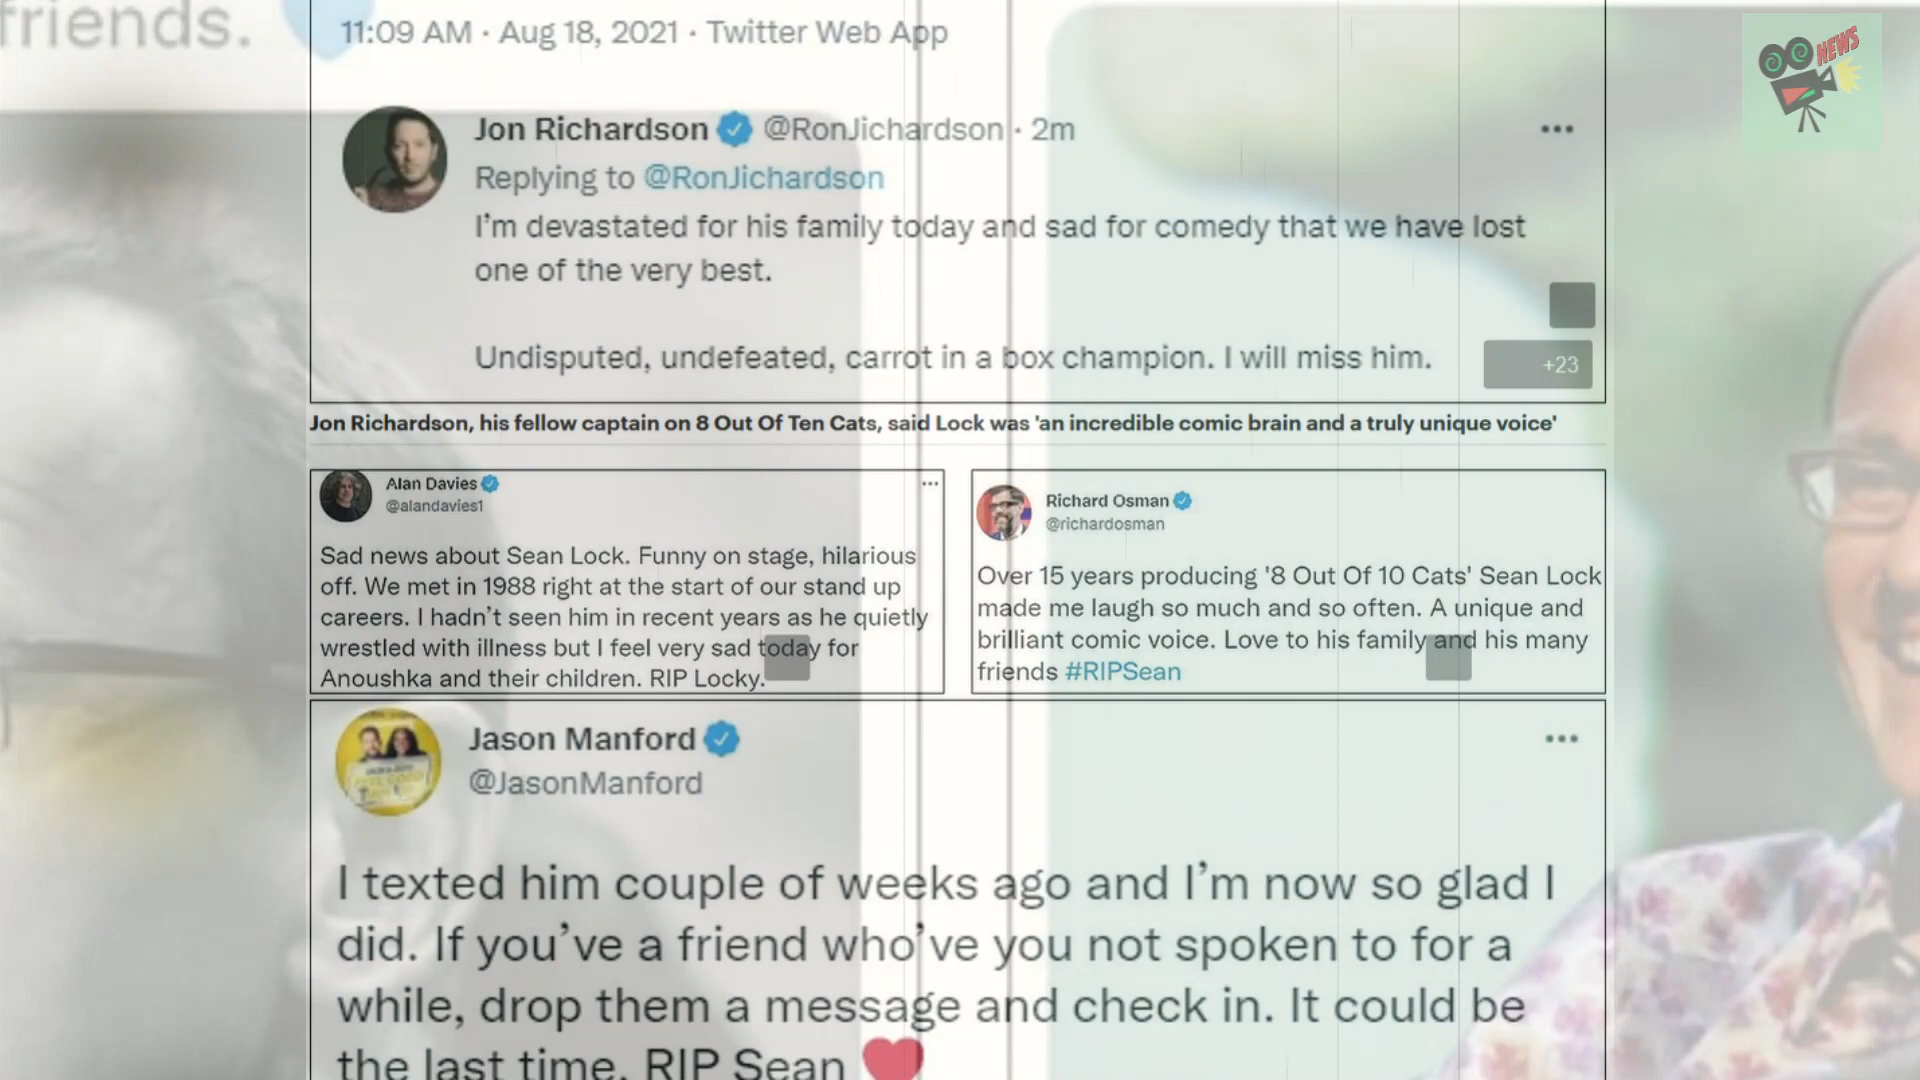 friends.
11:09 AM · Aug 18, 2021 · Twitter Web App
NEWS
Jon Richardson @RonJichardson · 2m
Replying to @RonJichardson
I'm devastated for his family today and sad for comedy that we have lost
one of the very best.
Undisputed, undefeated, carrot in a box champion. I will miss him.
+23
Jon Richardson, his fellow captain on 8 Out Of Ten Cats, said Lock was 'an incredible comic brain and a truly unique voice'
Alan Davies
@alandavies1
Sad news about Sean Lock. Funny on stage, hilarious
off. We met in 1988 right at the start of our stand up
careers. I hadn't seen him in recent years as he quietly
wrestled with illness but I feel very sad today for
Anoushka and their children. RIP Locky.
Richard Osman
@richardosman
Over 15 years producing '8 Out Of 10 Cats' Sean Lock
made me laugh so much and so often. A unique and
brilliant comic voice. Love to his family and his many
friends #RIPSean
Jason Manford
@JasonManford
I texted him couple of weeks ago and I'm now so glad I
did. If you've a friend who've you not spoken to for a
while, drop them a message and check in. It could be
the last time. RIP Sean